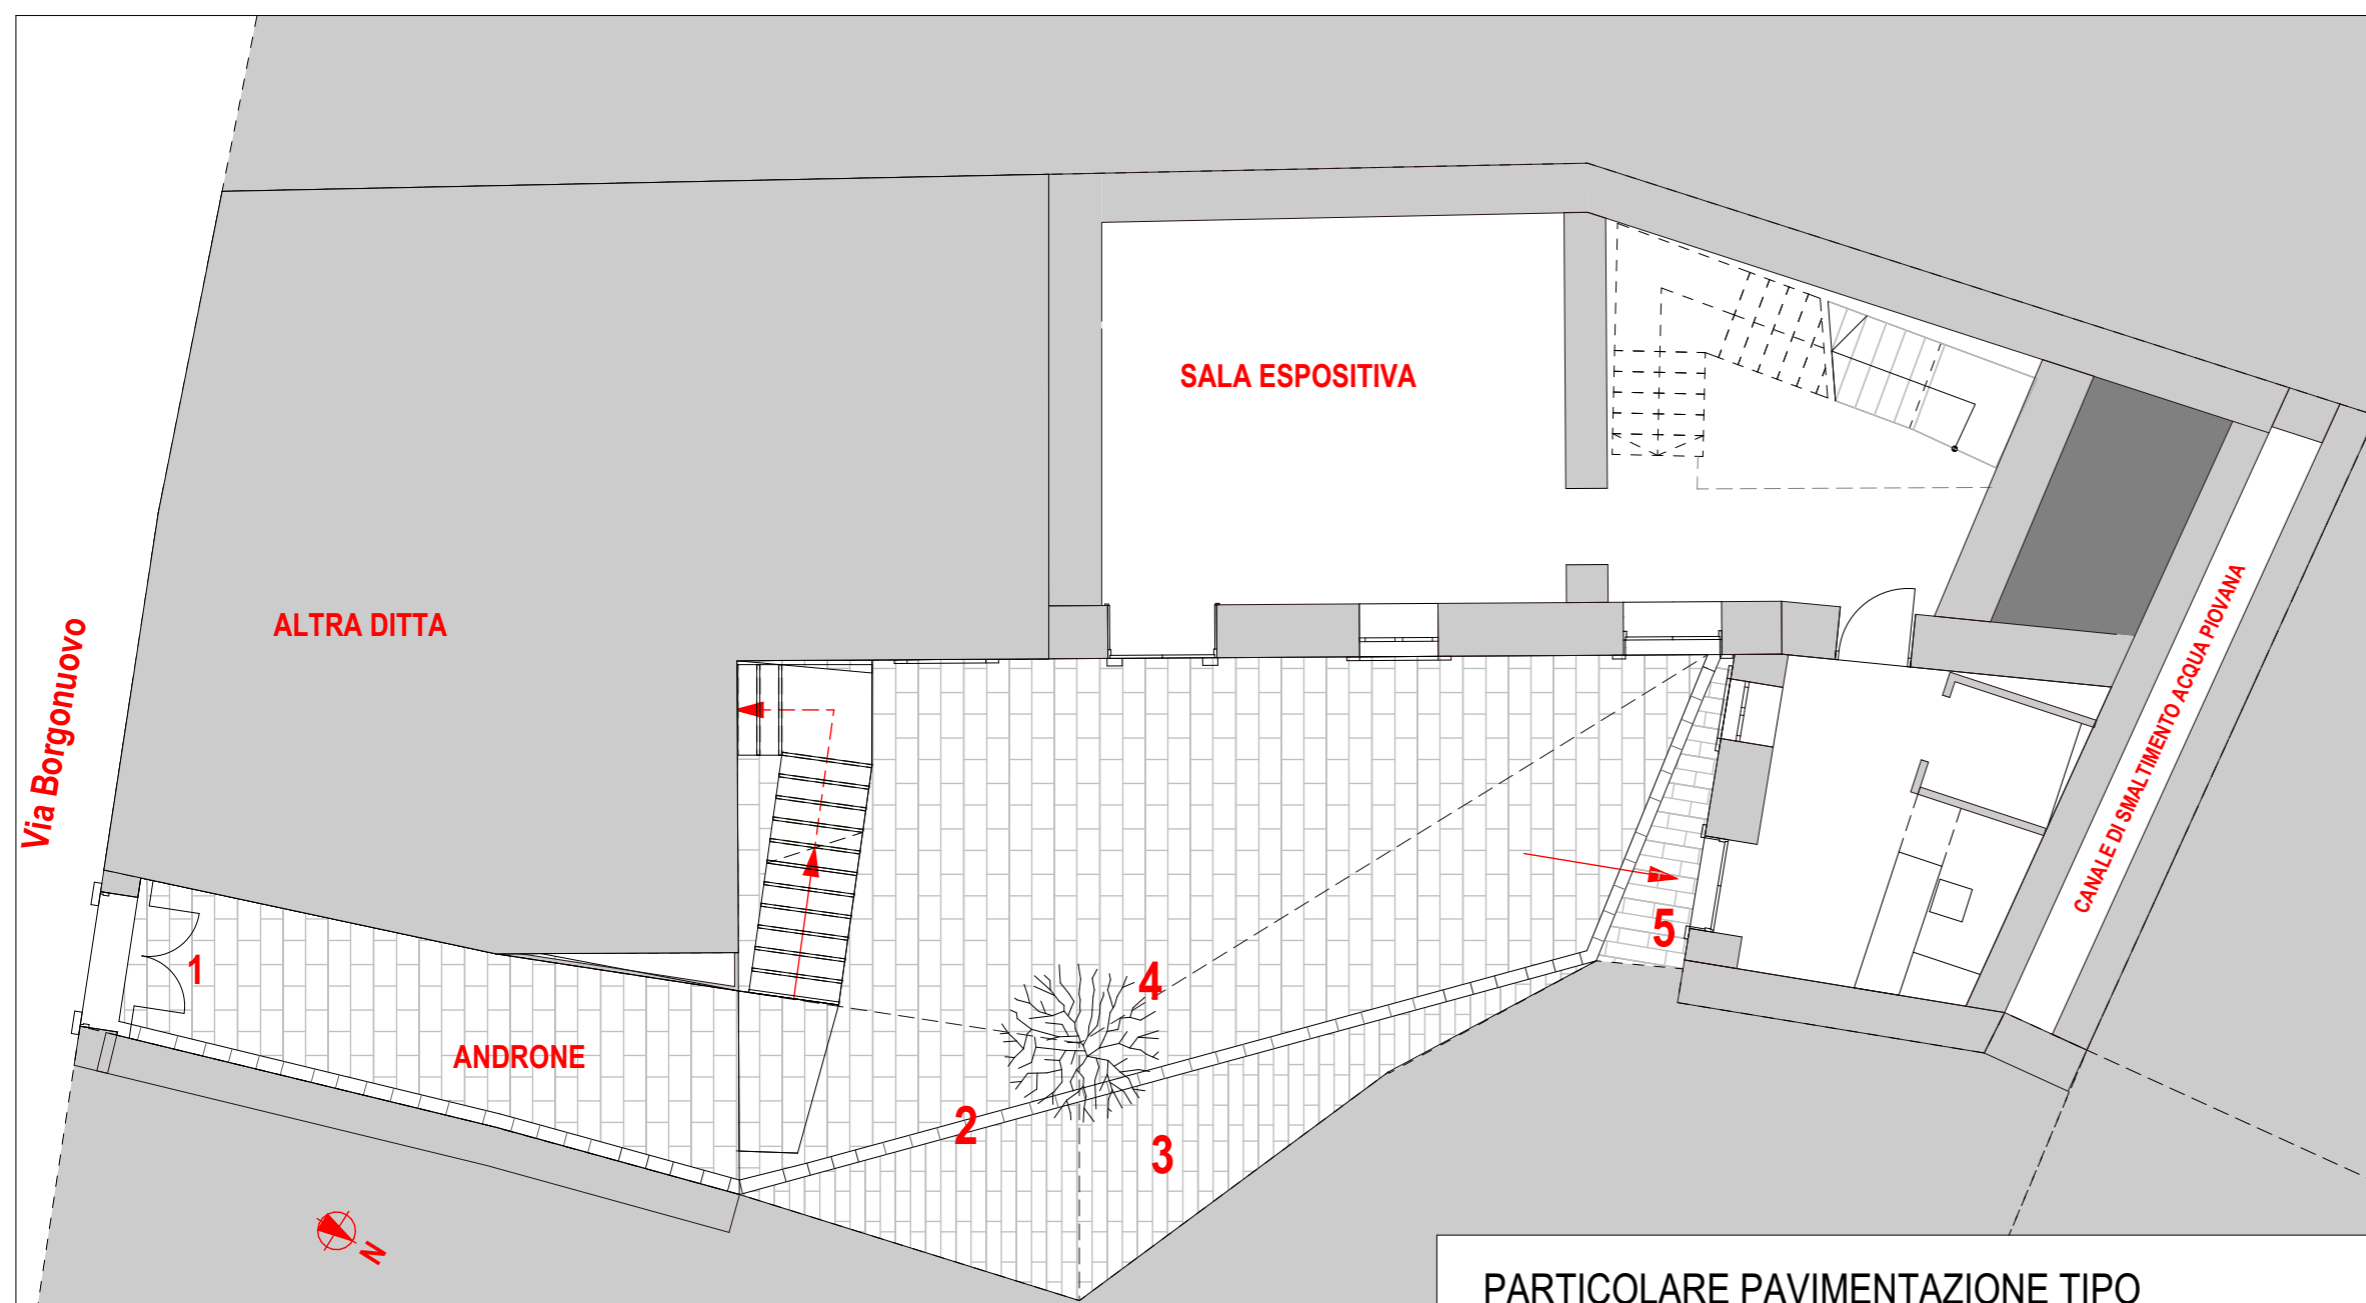 SALA ESPOSITIVA
ALTRA DITTA
Via Borgonuovo
CANALE DI SMALTIMENTO ACQUA PIOVANA
5
1
4
ANDRONE
2
3
N
PARTICOLARE PAVIMENTAZIONE TIPO